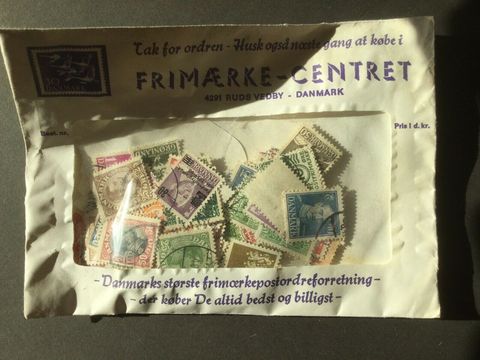 Tak for ordren - Husk også næste gang at købe i
FRIMÆRKE-CENTRET
4291 RUDS VEDBY - DANMARK
Best. nr.
Pris i d. kr.
DANMARK
- Danmarks største frimærkepostordreforretning -
- der køber De altid bedst og billigst -